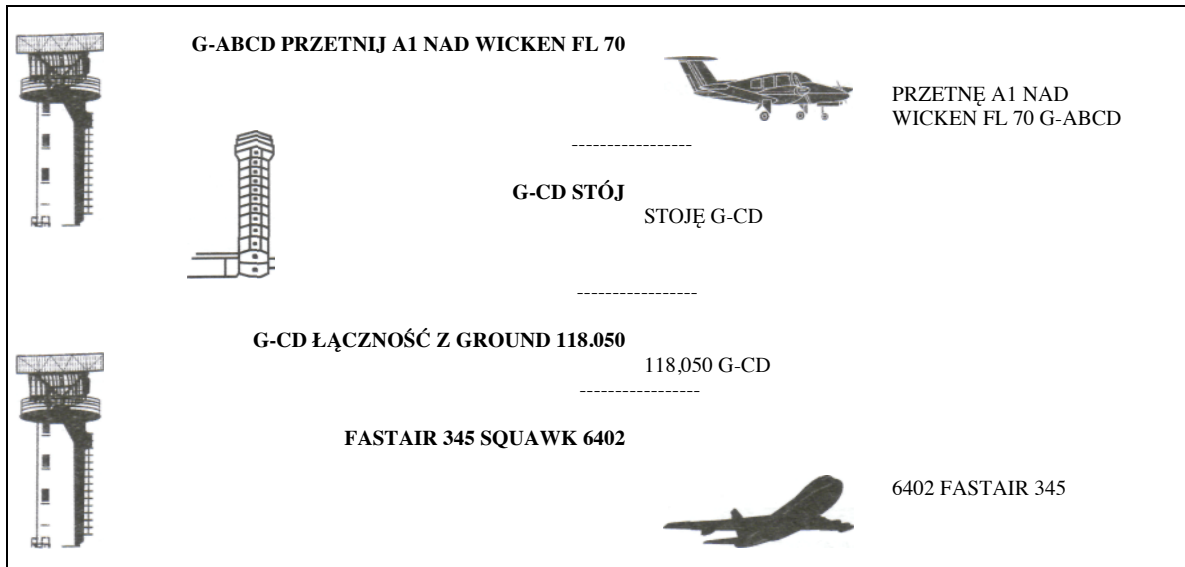 G-ABCD PRZETNIJ A1 NAD WICKEN FL 70
PRZETNĘ A1 NAD
WICKEN FL 70 G-ABCD
-----------------
G-CD STÓJ
STOJĘ G-CD
-----------------
G-CD ŁĄCZNOŚĆ Z GROUND 118.050
118,050 G-CD
-----------------
FASTAIR 345 SQUAWK 6402
6402 FASTAIR 345